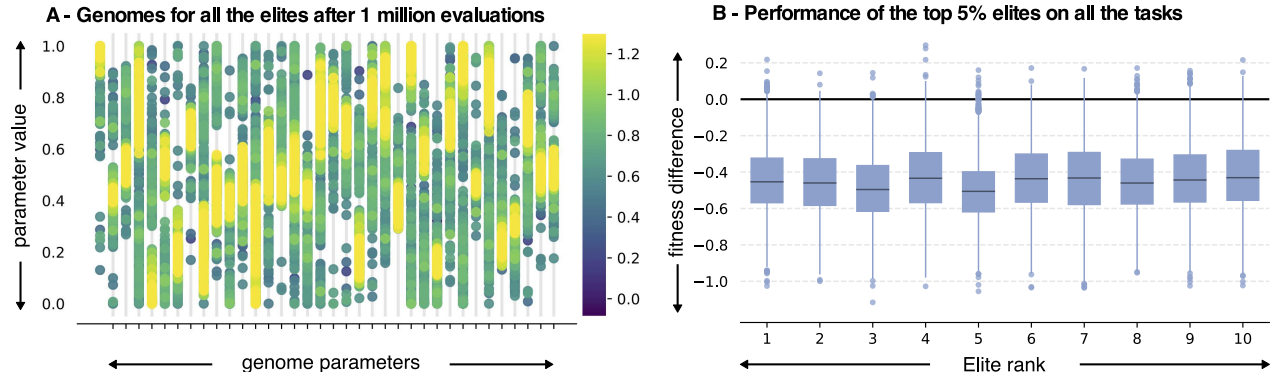 A - Genomes for all the elites after 1 million evaluations
parameter value
1.0
0.8
0.6
0.4
0.2
0.0
genome parameters
1.2
1.0
0.8
0.6
0.4
0.2
0.0
B - Performance of the top 5% elites on all the tasks
fitness difference
0.2
0.0
−0.2
−0.4
−0.6
−0.8
−1.0
1 2 3 4 5 6 7 8 9 10
Elite rank